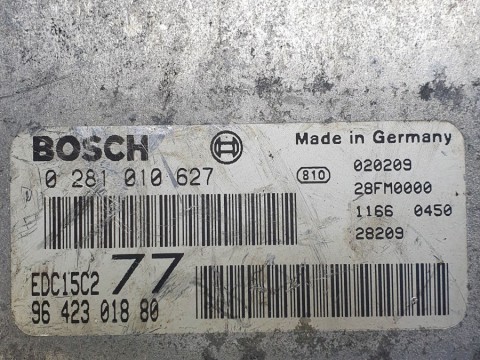 BOSCH
Made in Germany
0 281 010 627
810
020209
28FM0000
1166 0450
28209
EDC15C2
77
96 423 018 80